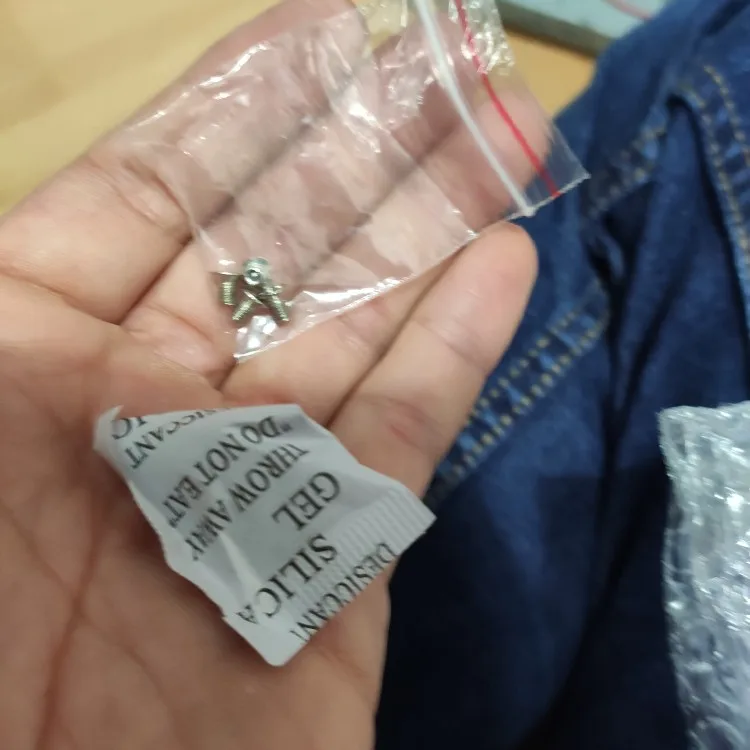 DESICCANT
SILICA
GEL
THROW AWAY
"DO NOT EAT"